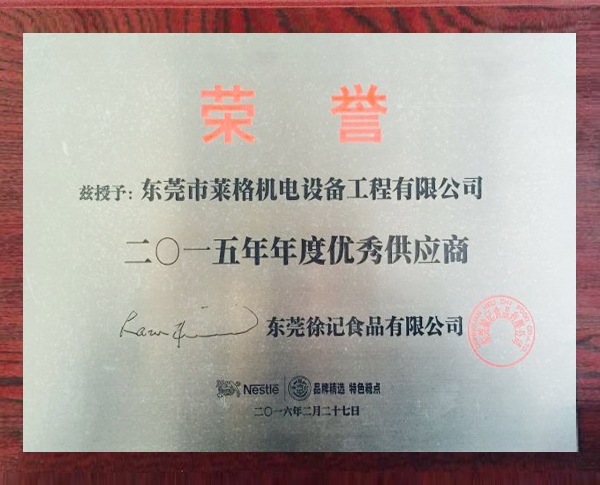 荣 誉
兹授予：东莞市莱格机电设备工程有限公司
二〇一五年年度优秀供应商
东莞徐记食品有限公司
Nestlé 品牌精选 特色糕点
二〇一六年二月二十七日